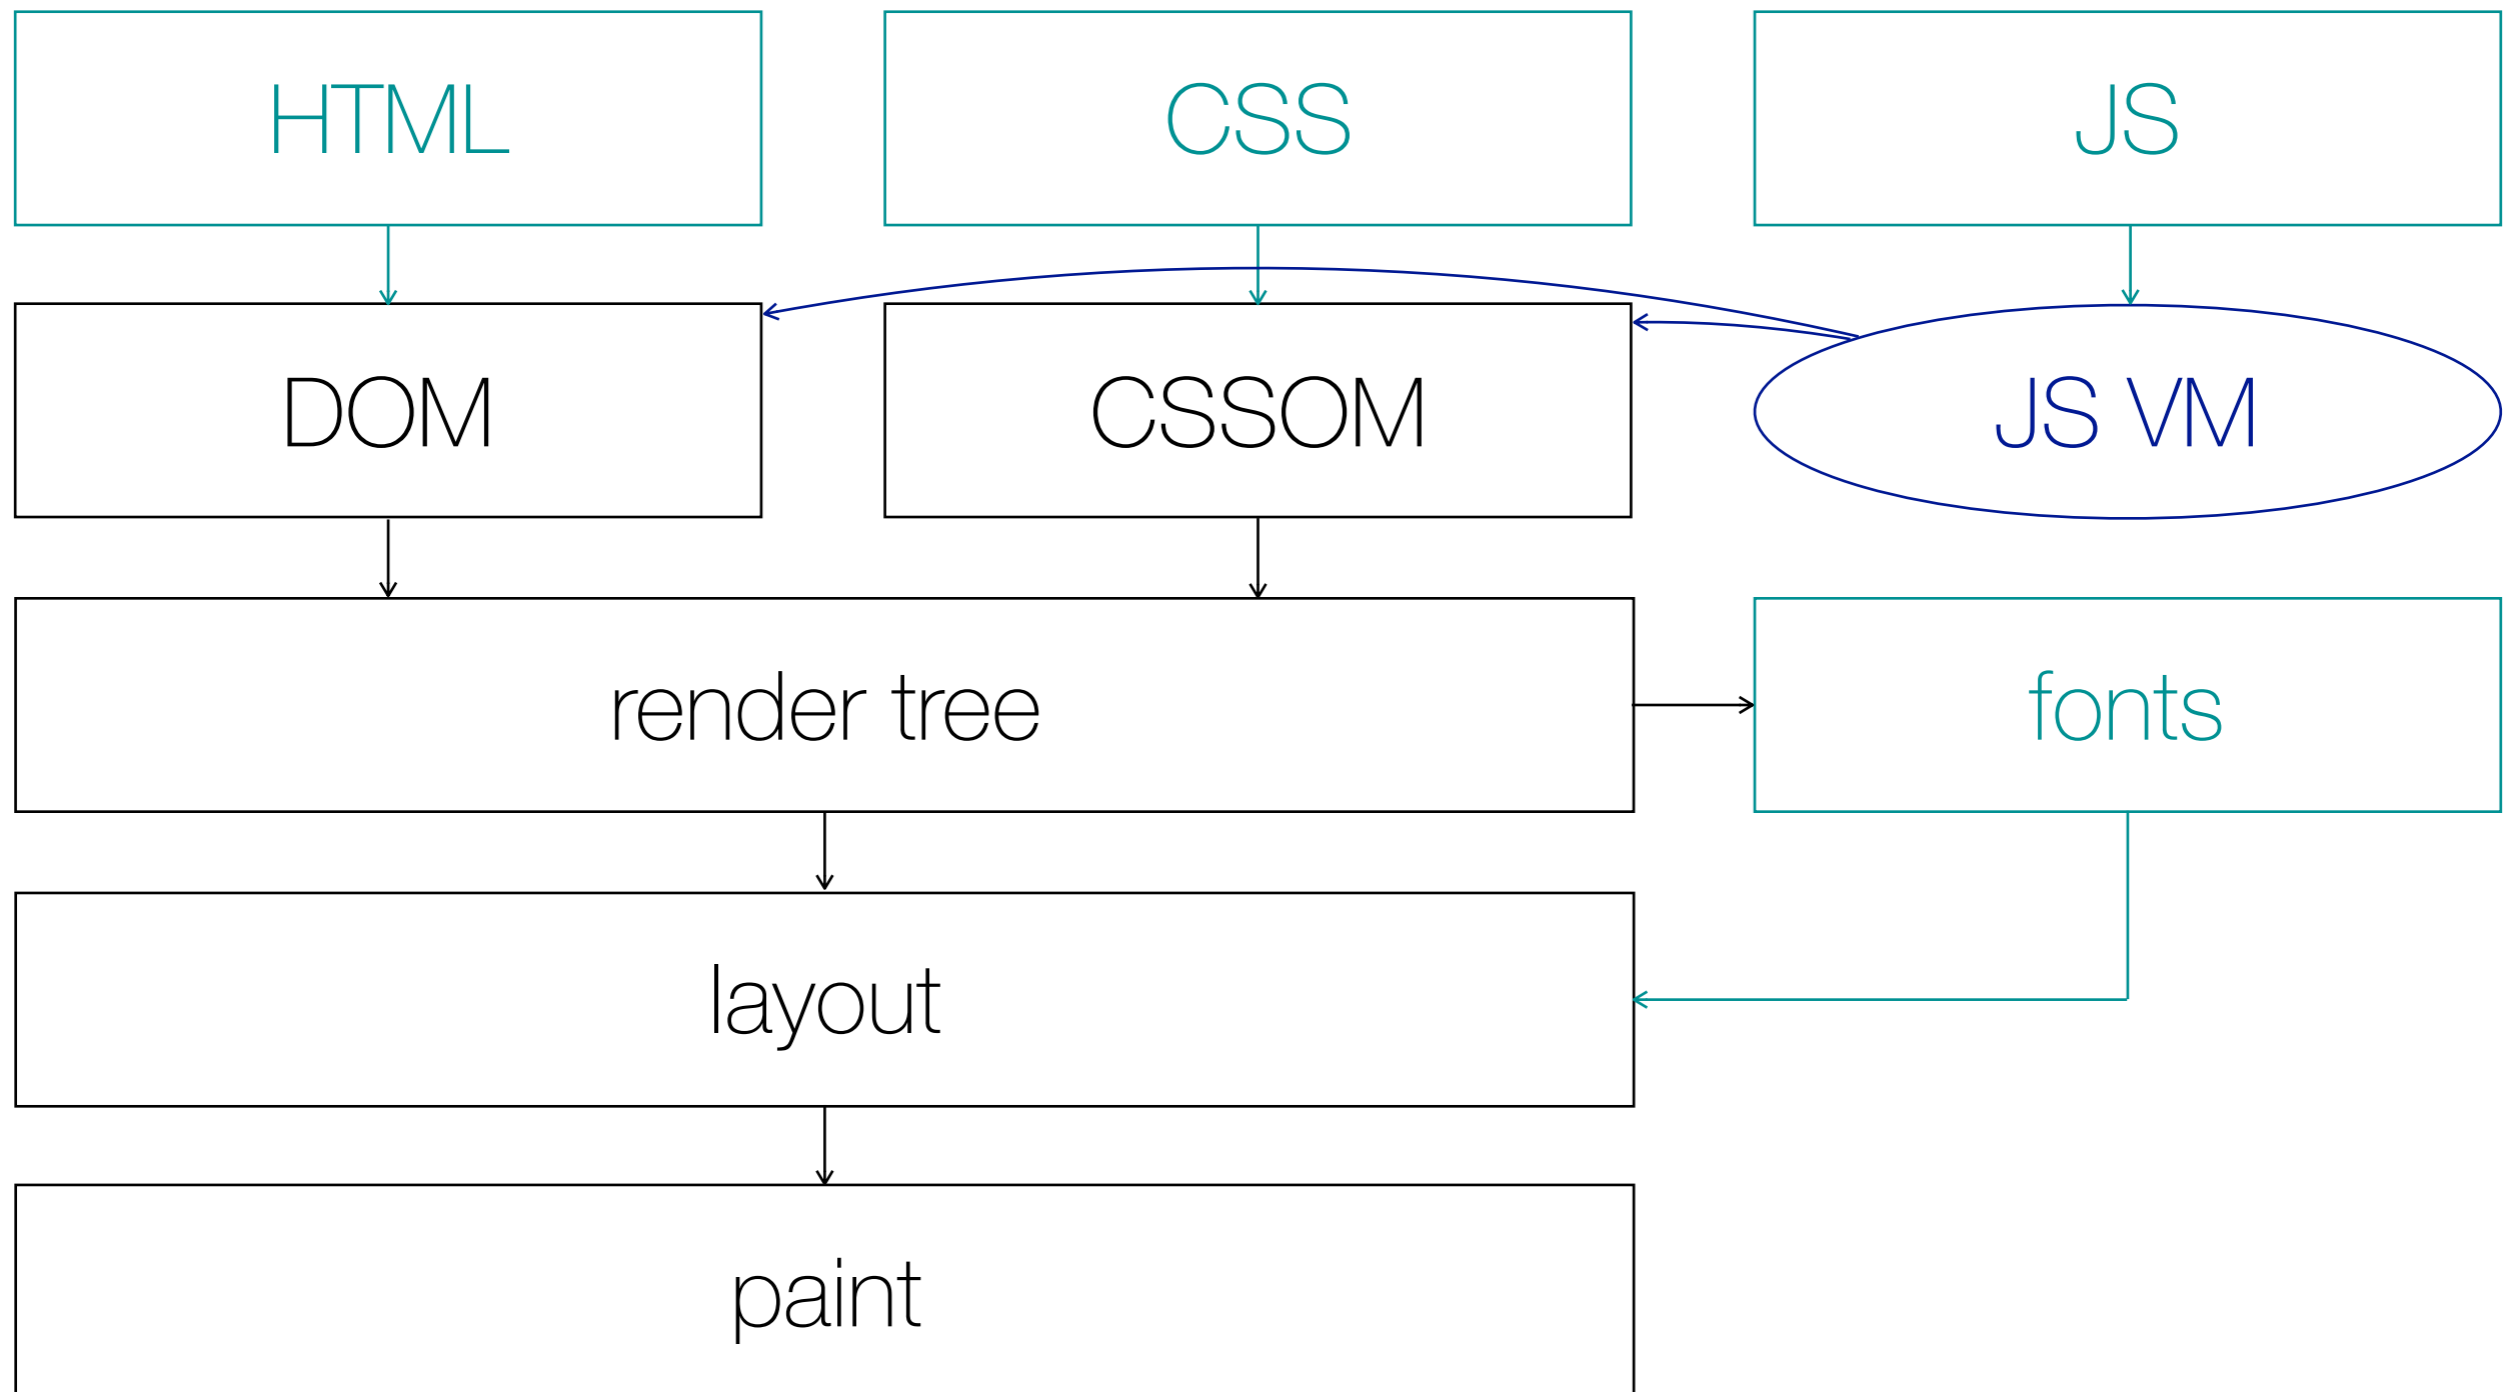 HTML
CSS
JS
DOM
CSSOM
JS VM
render tree
fonts
layout
paint